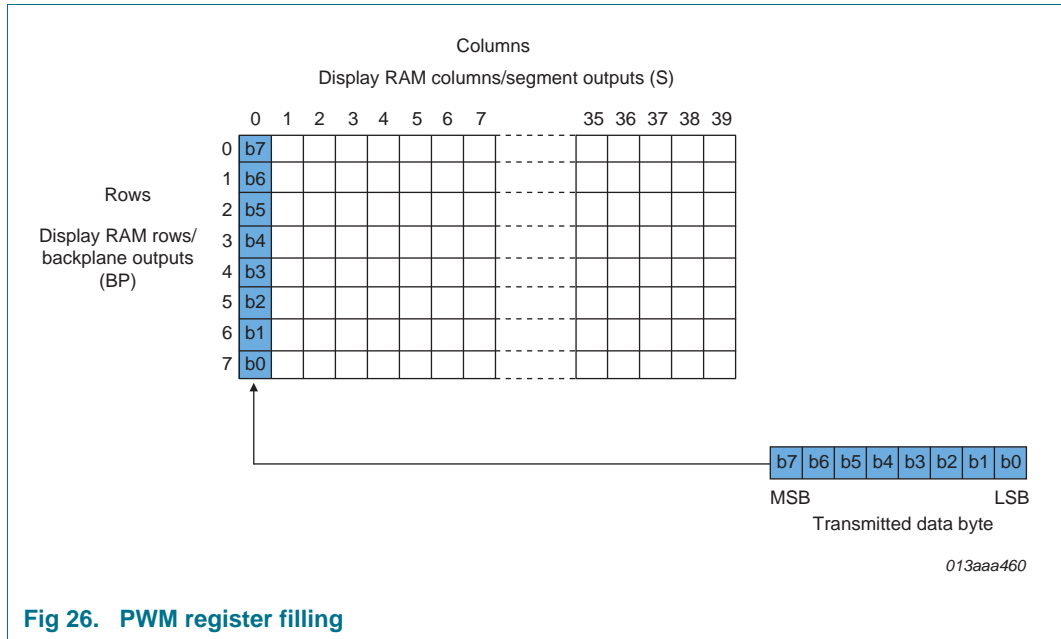 Columns
Display RAM columns/segment outputs (S)
0 1 2 3 4 5 6 7 35 36 37 38 39
0 b7
1 b6
Rows
2 b5
Display RAM rows/
3 b4
backplane outputs
(BP)
4 b3
5 b2
6 b1
7 b0
b7 b6 b5 b4 b3 b2 b1 b0
MSB LSB
Transmitted data byte
013aaa460
Fig 26. PWM register filling